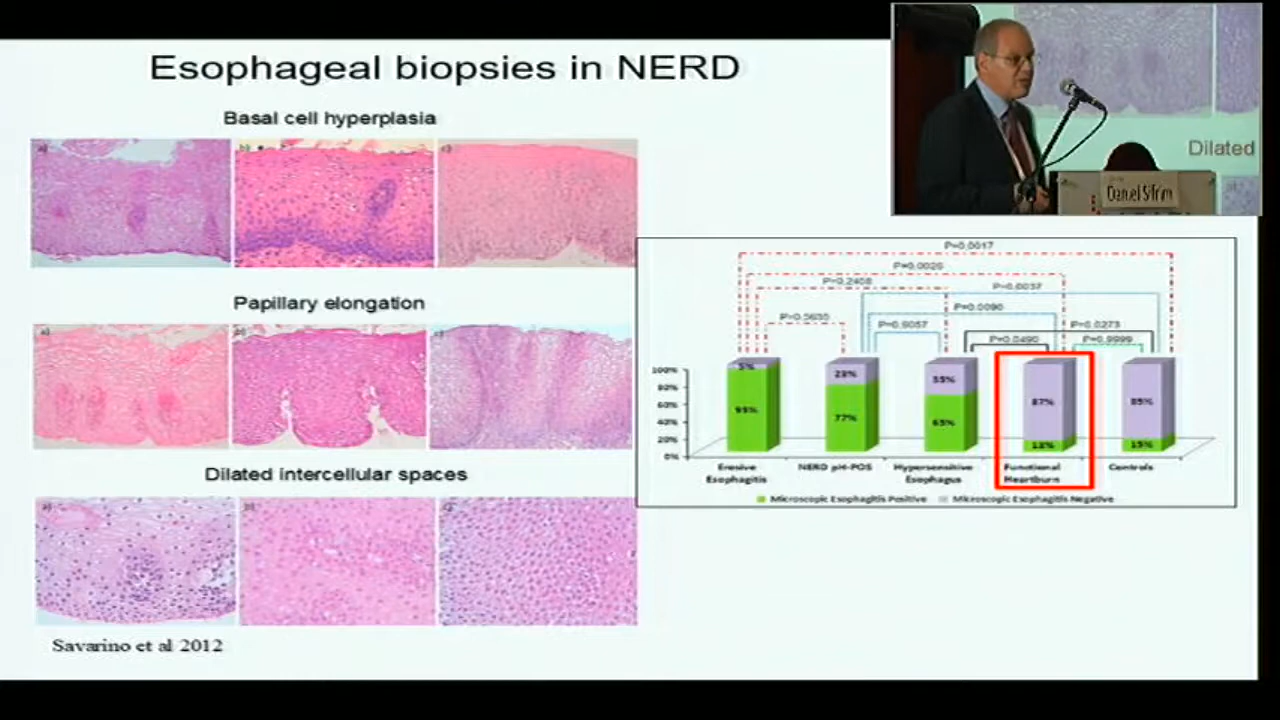 Esophageal biopsies in NERD
Basal cell hyperplasia
a)
b)
c)
Papillary elongation
a)
b)
c)
Dilated intercellular spaces
a)
b)
c)
Savarino et al 2012
Dilated
Daniel Sifrim
P=0.0017
P=0.0026
P=0.2408
P=0.0037
P=0.0090
P=0.5635
P=0.6057
P=0.0273
P=0.0490
P=0.9999
100%
80%
60%
40%
20%
0%
5%
95%
23%
77%
35%
65%
87%
13%
85%
15%
Erosive
Esophagitis
NERD pH-POS
Hypersensitive
Esophagus
Functional
Heartburn
Controls
Microscopic Esophagitis Positive
Microscopic Esophagitis Negative